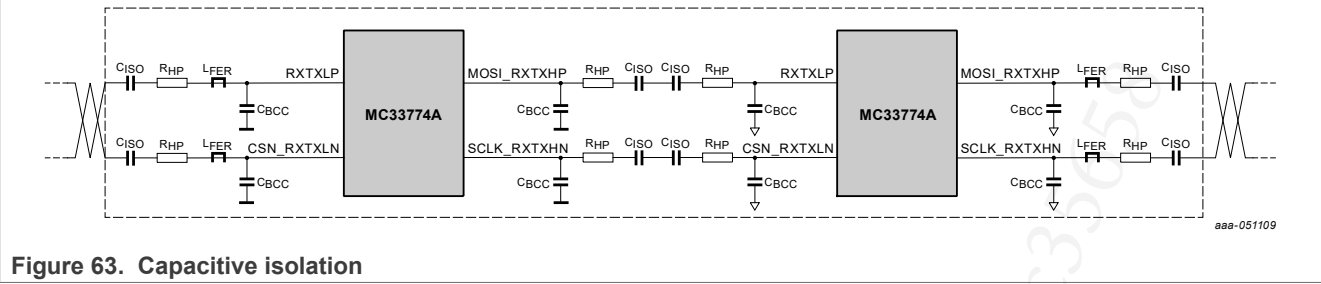 CISO RHP LFER RXTXLP MOSI_RXTXHP RHP CISO CISO RHP RXTXLP MOSI_RXTXHP LFER RHP CISO
CBCC CBCC CBCC CBCC
MC33774A MC33774A
CISO RHP LFER CSN_RXTXLN SCLK_RXTXHN RHP CISO CISO RHP CSN_RXTXLN SCLK_RXTXHN LFER RHP CISO
CBCC CBCC CBCC CBCC
aaa-051109
Figure 63. Capacitive isolation